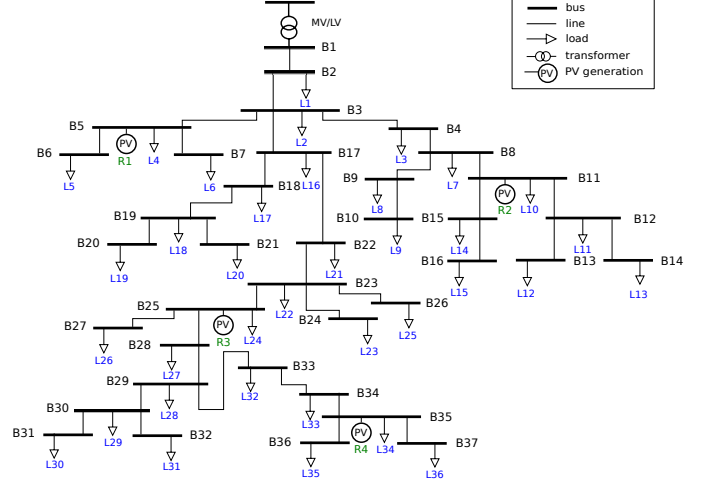 bus
line
MV/LV
load
B1
transformer
PV
PV generation
B2
L1
B3
B5
B4
L2
PV
B6
R1
L4
B7
B17
L3
B8
L5
L6
B18
L16
B9
L7
B11
PV
L17
L8
R2
L10
B19
B10
B15
B12
B20
L18
B21
B22
L9
L14
L11
L19
L20
L21
B16
B13
B14
L15
L12
L13
B23
B25
L22
B26
PV
B24
B27
R3
L24
L25
L26
B28
L23
B33
L27
B29
L32
B34
B30
L28
L33
B35
B31
L29
B32
B36
PV
B37
L30
L31
R4
L34
L35
L36